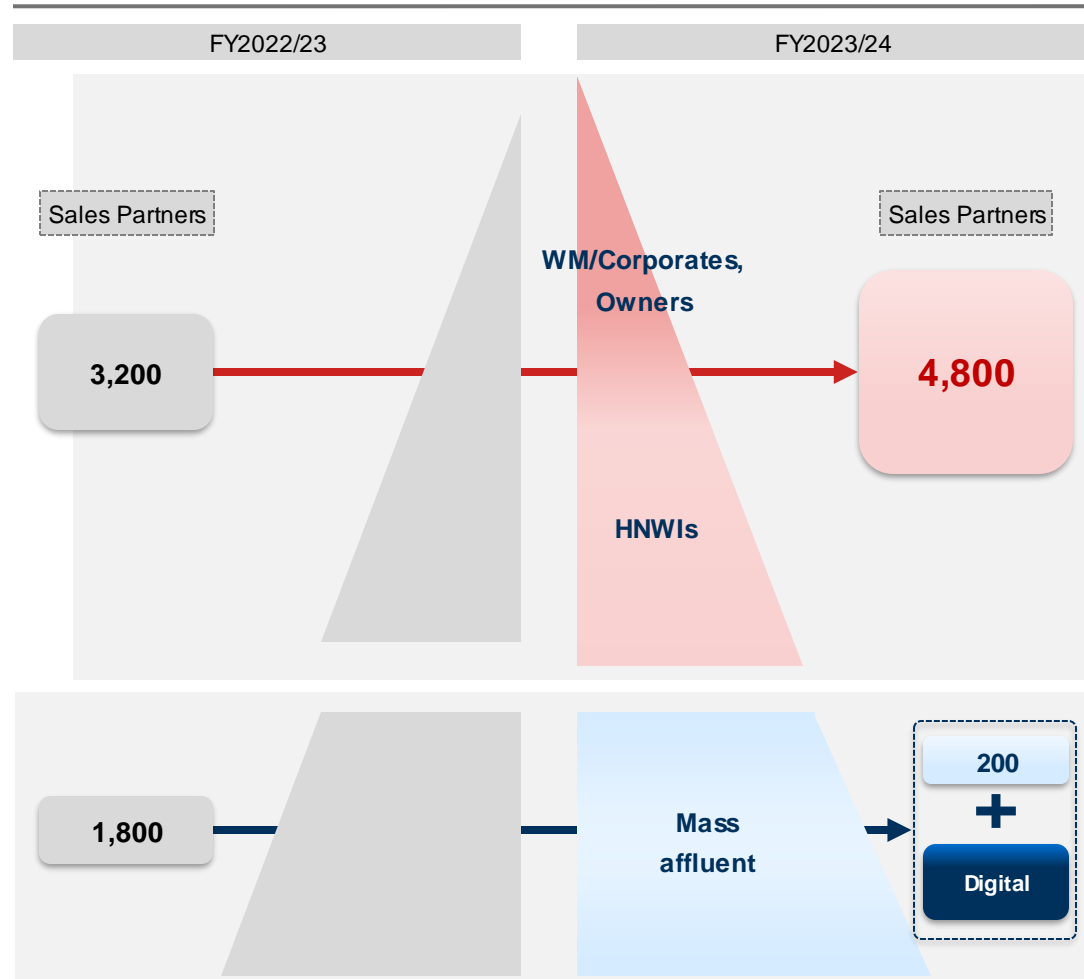 FY2022/23
FY2023/24
Sales Partners
Sales Partners
WM/Corporates,
Owners
3,200
4,800
HNWIs
200
+
1,800
Mass
affluent
Digital